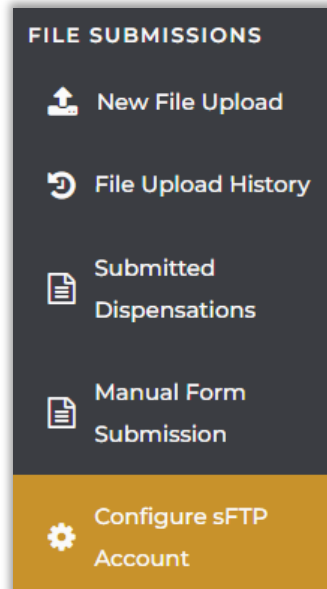 FILE SUBMISSIONS
New File Upload
File Upload History
Submitted
Dispensations
Manual Form
Submission
Configure sFTP
Account